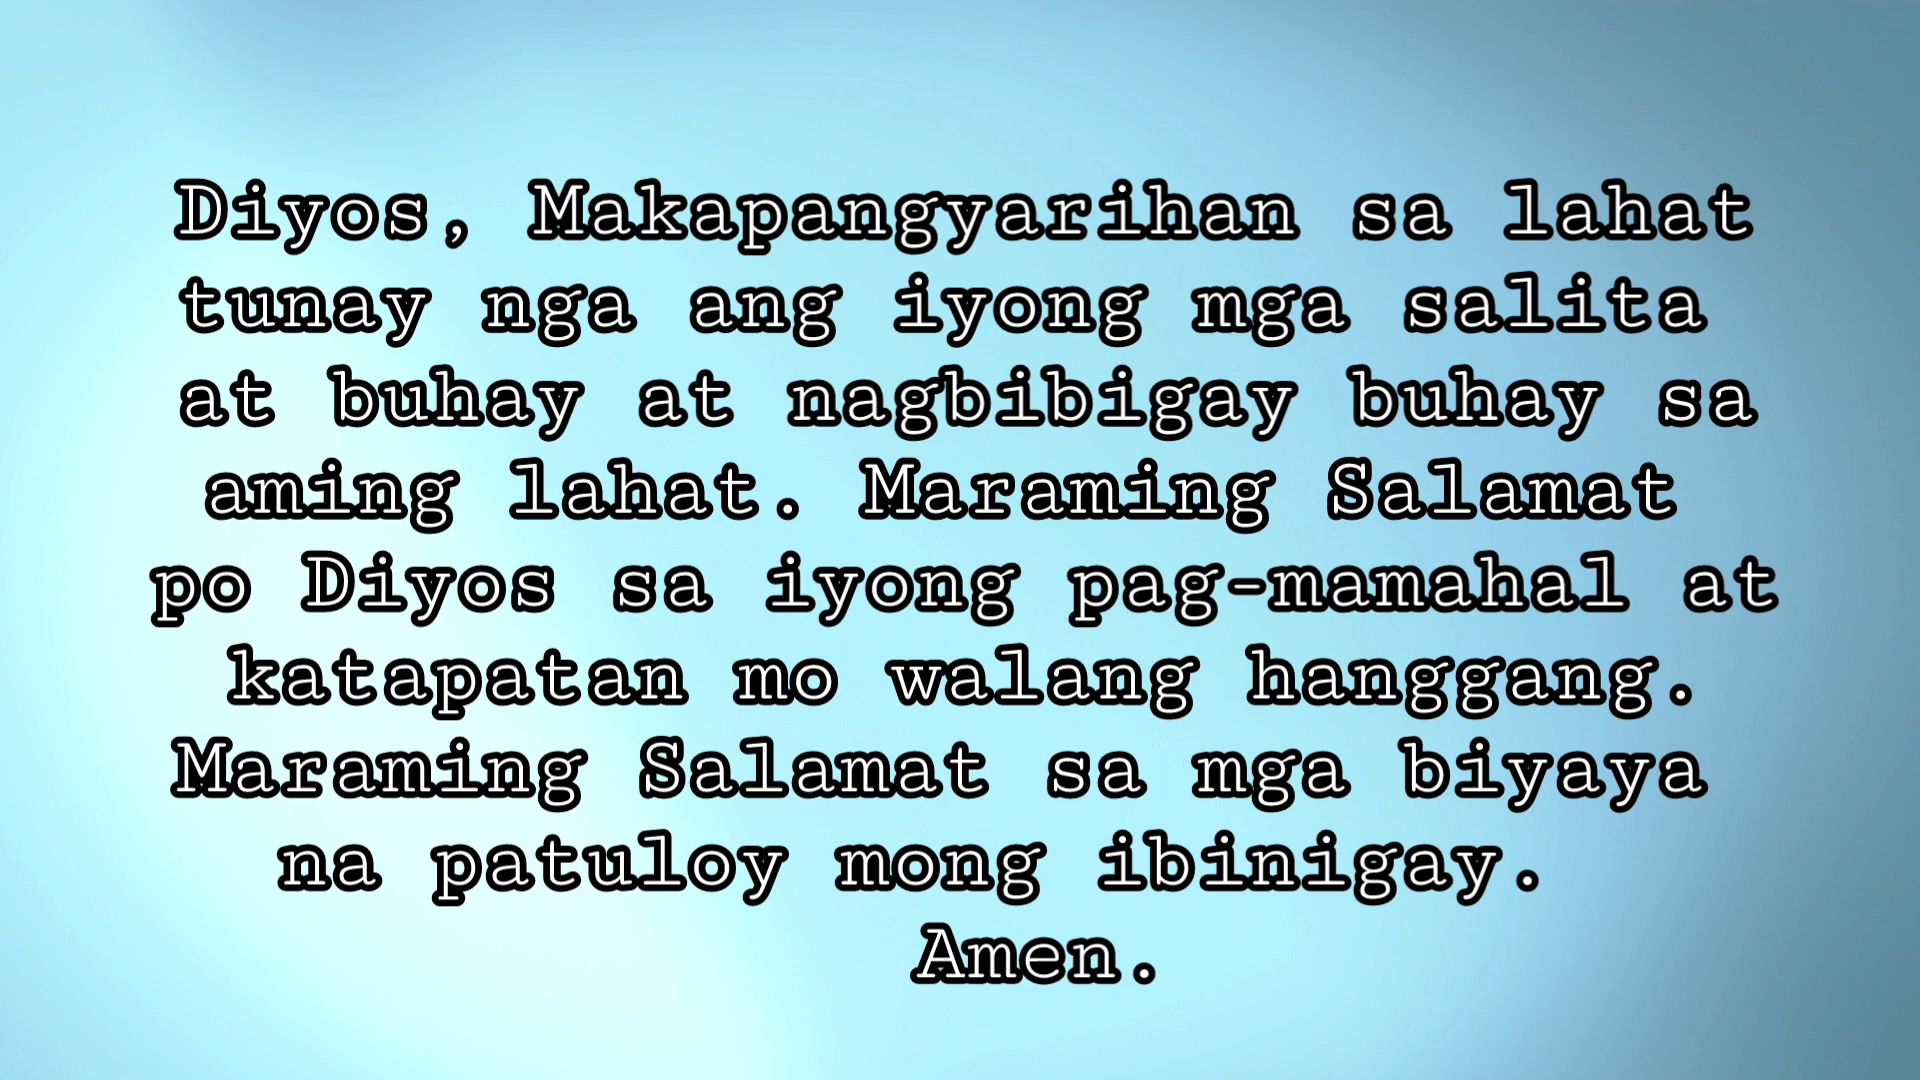 Diyos, Makapangyarihan sa lahat
tunay nga ang iyong mga salita
at buhay at nagbibigay buhay sa
aming lahat. Maraming Salamat
po Diyos sa iyong pag-mamahal at
katapatan mo walang hanggang.
Maraming Salamat sa mga biyaya
na patuloy mong ibinigay.
Amen.